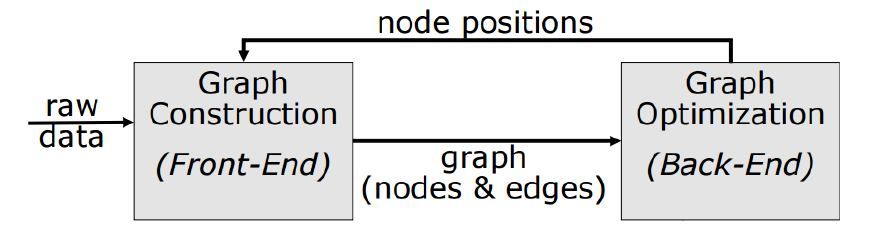 node positions
raw
data
Graph
Construction
(Front-End)
graph
(nodes & edges)
Graph
Optimization
(Back-End)